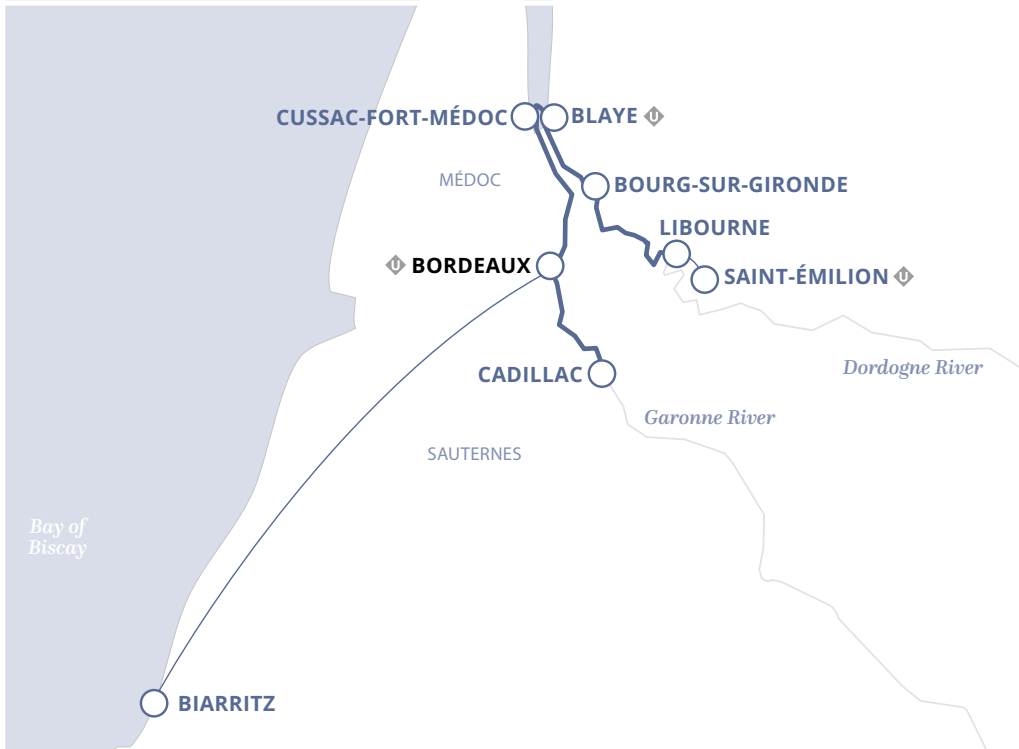 CUSSAC-FORT-MÉDOC
BLAYE U
MÉDOC
BOURG-SUR-GIRONDE
LIBOURNE
U BORDEAUX
SAINT-ÉMILION U
Dordogne River
CADILLAC
Garonne River
SAUTERNES
Bay of
Biscay
BIARRITZ